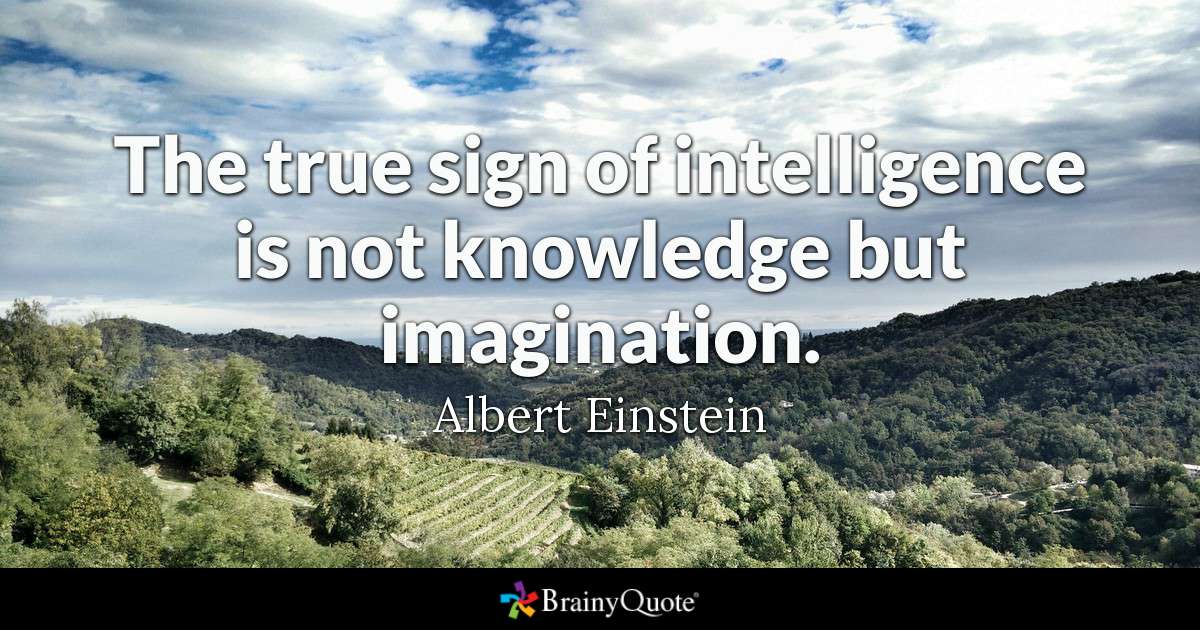 The true sign of intelligence
is not knowledge but
imagination.
Albert Einstein
BrainyQuote®